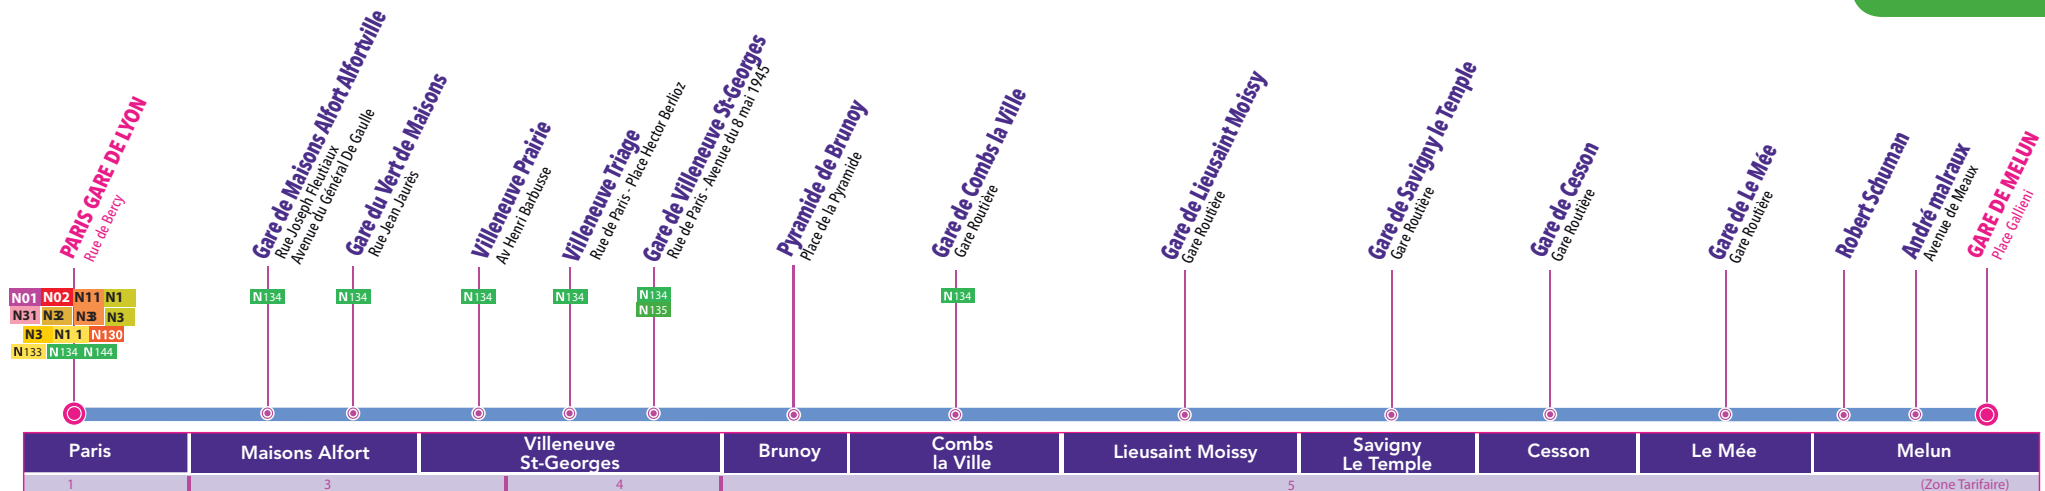 PARIS GARE DE LYON
Rue de Bercy
Gare de Maisons Alfort Alfortville
Rue Joseph Fleutiaux
Avenue du Général De Gaulle
Gare du Vert de Maisons
Rue Jean Jaurès
Villeneuve Prairie
Av Henri Barbusse
Villeneuve Triage
Rue de Paris - Place Hector Berlioz
Gare de Villeneuve St-Georges
Rue de Paris - Avenue du 8 mai 1945
Pyramide de Brunoy
Place de la Pyramide
Gare de Combs la Ville
Gare Routière
Gare de Lieusaint Moissy
Gare Routière
Gare de Savigny le Temple
Gare Routière
Gare de Cesson
Gare Routière
Gare de Le Mée
Gare Routière
Robert Schuman
André malraux
Avenue de Meaux
GARE DE MELUN
Place Gallieni
N01 N02 N11 N1
N31 N32 N33 N3
N3 N11 1 N130
N133 N134 N144
N134
N134
N134
N134
N134
N135
N134
Paris
Maisons Alfort
Villeneuve
St-Georges
Brunoy
Combs
la Ville
Lieusaint Moissy
Savigny
Le Temple
Cesson
Le Mée
Melun
1 3 4 5 (Zone Tarifaire)